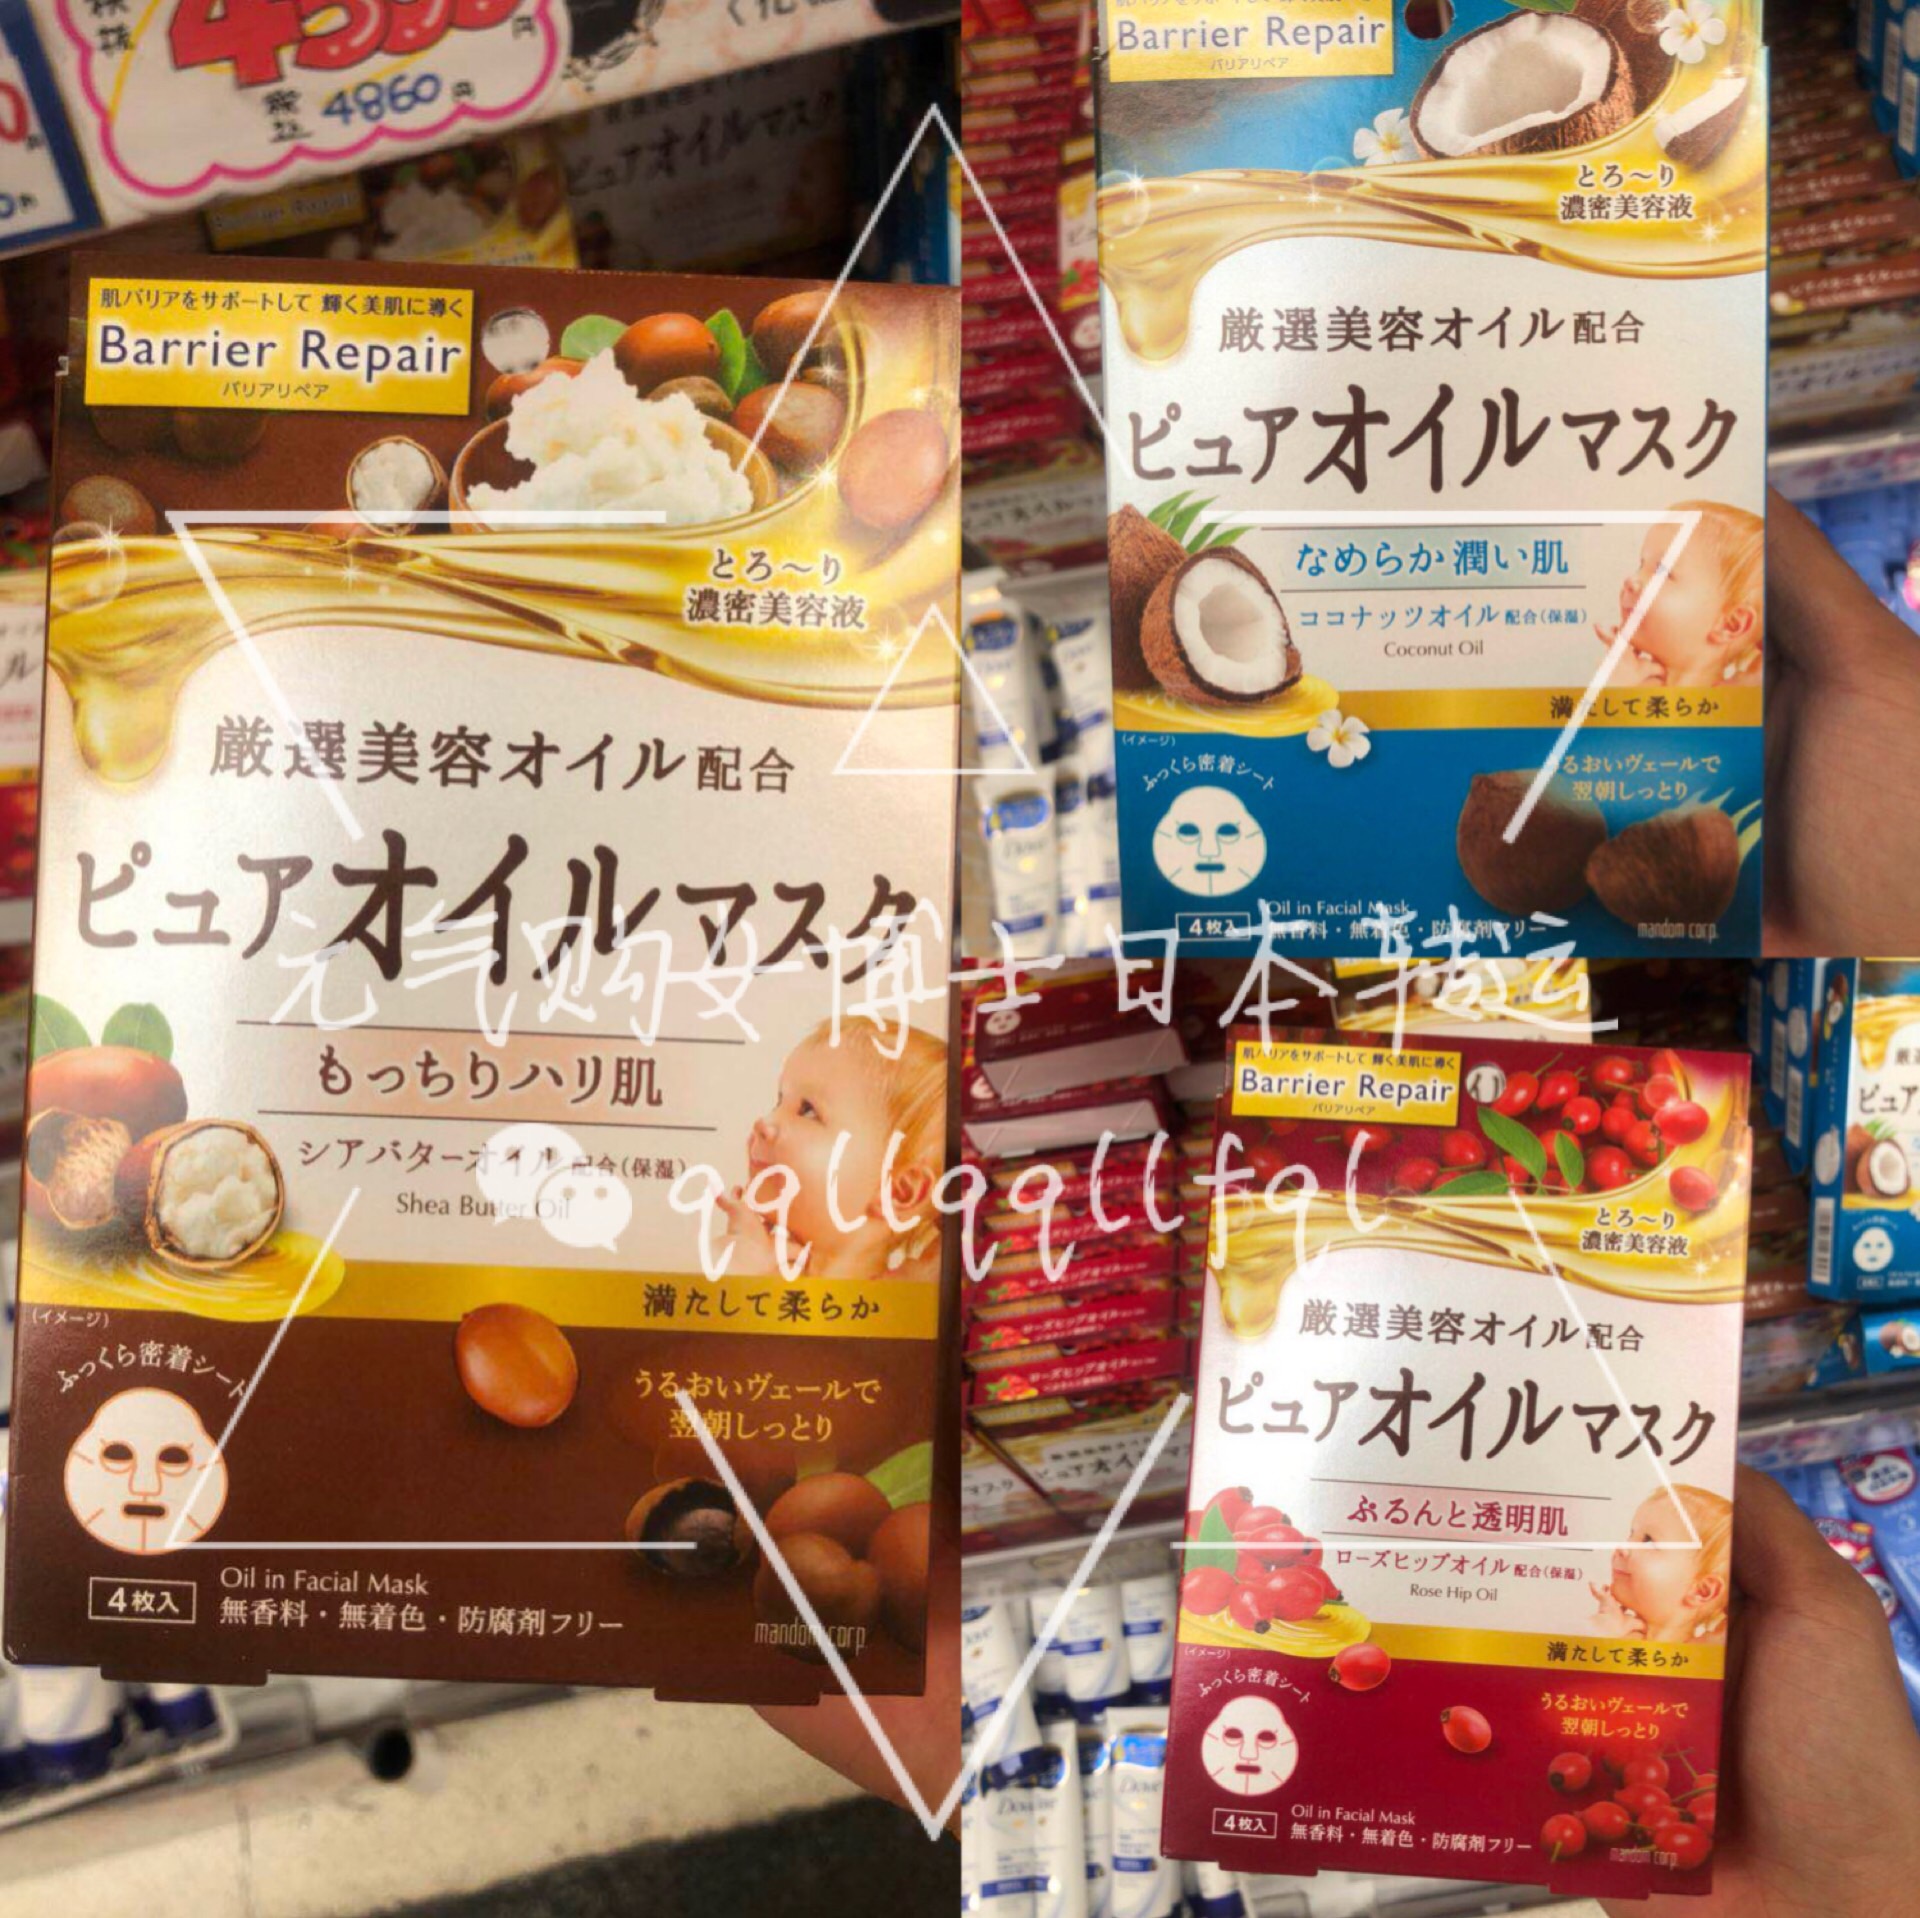 税込 4860円
肌バリアをサポートして 輝く美肌に導く
Barrier Repair
バリアリペア
とろ〜り
濃密美容液
厳選美容オイル配合
ピュアオイルマスク
もっちりハリ肌
シアバターオイル配合(保湿)
Shea Butter Oil
満たして柔らか
(イメージ)
ふっくら密着シート
うるおいヴェールで
翌朝しっとり
4枚入
Oil in Facial Mask
無香料・無着色・防腐剤フリー
mandom corp.
Barrier Repair
バリアリペア
とろ〜り
濃密美容液
厳選美容オイル配合
ピュアオイルマスク
なめらか潤い肌
ココナッツオイル配合(保湿)
Coconut Oil
満たして柔らか
(イメージ)
ふっくら密着シート
うるおいヴェールで
翌朝しっとり
4枚入
Oil in Facial Mask
無香料・無着色・防腐剤フリー
mandom corp.
元气购女博士日本转运
qqllqqllfql
肌バリアをサポートして 輝く美肌に導く
Barrier Repair
バリアリペア
とろ〜り
濃密美容液
厳選美容オイル配合
ピュアオイルマスク
ぷるんと透明肌
ローズヒップオイル配合(保湿)
Rose Hip Oil
満たして柔らか
(イメージ)
ふっくら密着シート
うるおいヴェールで
翌朝しっとり
4枚入
Oil in Facial Mask
無香料・無着色・防腐剤フリー
mandom corp.